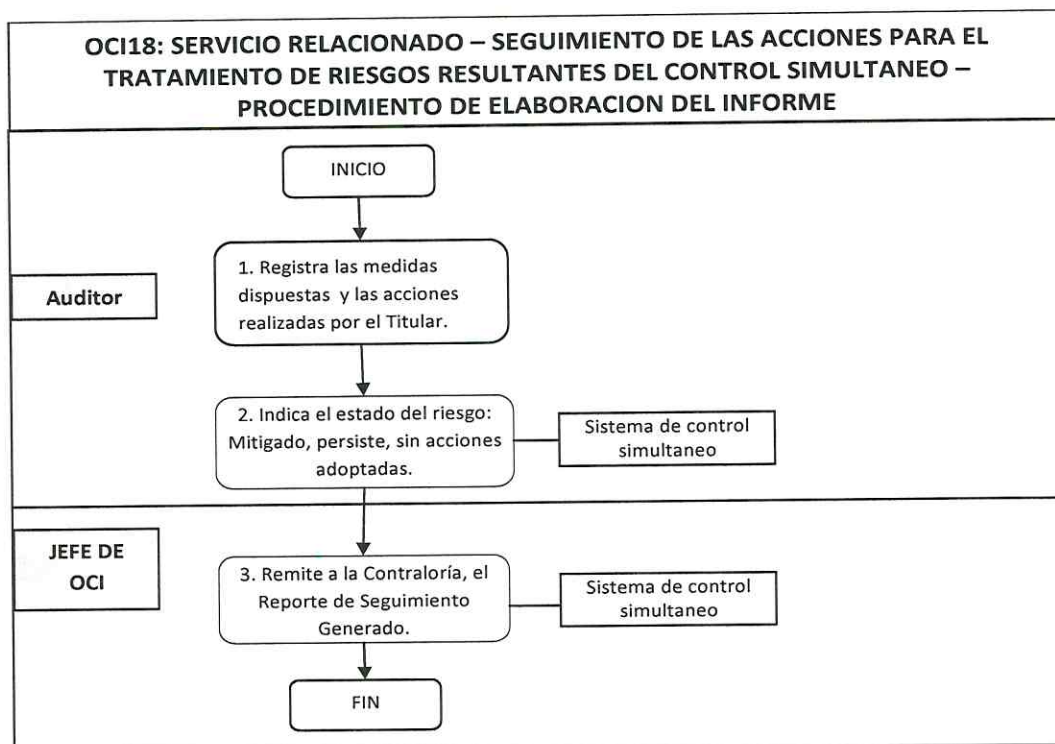 OCI18: SERVICIO RELACIONADO – SEGUIMIENTO DE LAS ACCIONES PARA EL
TRATAMIENTO DE RIESGOS RESULTANTES DEL CONTROL SIMULTANEO –
PROCEDIMIENTO DE ELABORACION DEL INFORME
INICIO
Auditor
1. Registra las medidas
dispuestas y las acciones
realizadas por el Titular.
2. Indica el estado del riesgo:
Mitigado, persiste, sin acciones
adoptadas.
Sistema de control
simultaneo
JEFE DE
OCI
3. Remite a la Contraloría, el
Reporte de Seguimiento
Generado.
Sistema de control
simultaneo
FIN